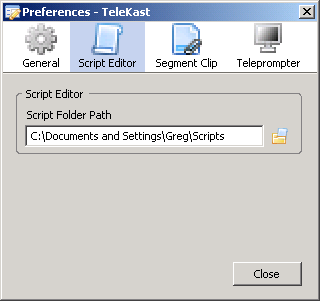 Preferences - TeleKast
General Script Editor Segment Clip Teleprompter
Script Editor
Script Folder Path
C:\Documents and Settings\Greg\Scripts
Close